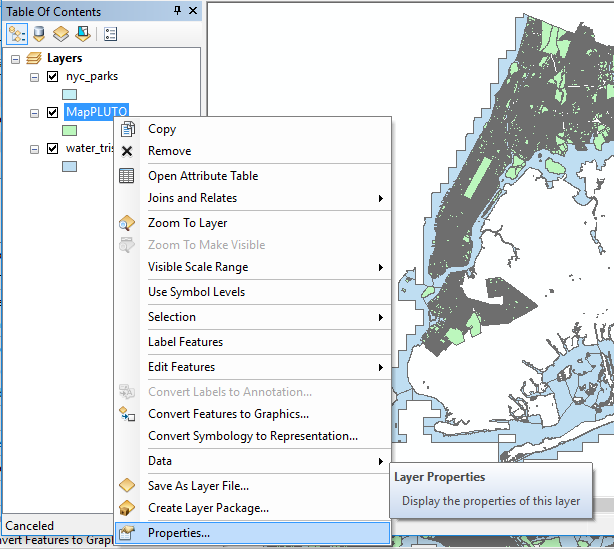 Table Of Contents
Layers
nyc_parks
MapPLUTO
water_tris
Copy
Remove
Open Attribute Table
Joins and Relates
Zoom To Layer
Zoom To Make Visible
Visible Scale Range
Use Symbol Levels
Selection
Label Features
Edit Features
Convert Labels to Annotation...
Convert Features to Graphics...
Convert Symbology to Representation...
Data
Save As Layer File...
Create Layer Package...
Properties...
Layer Properties
Display the properties of this layer
Canceled
nvert Features to Graph